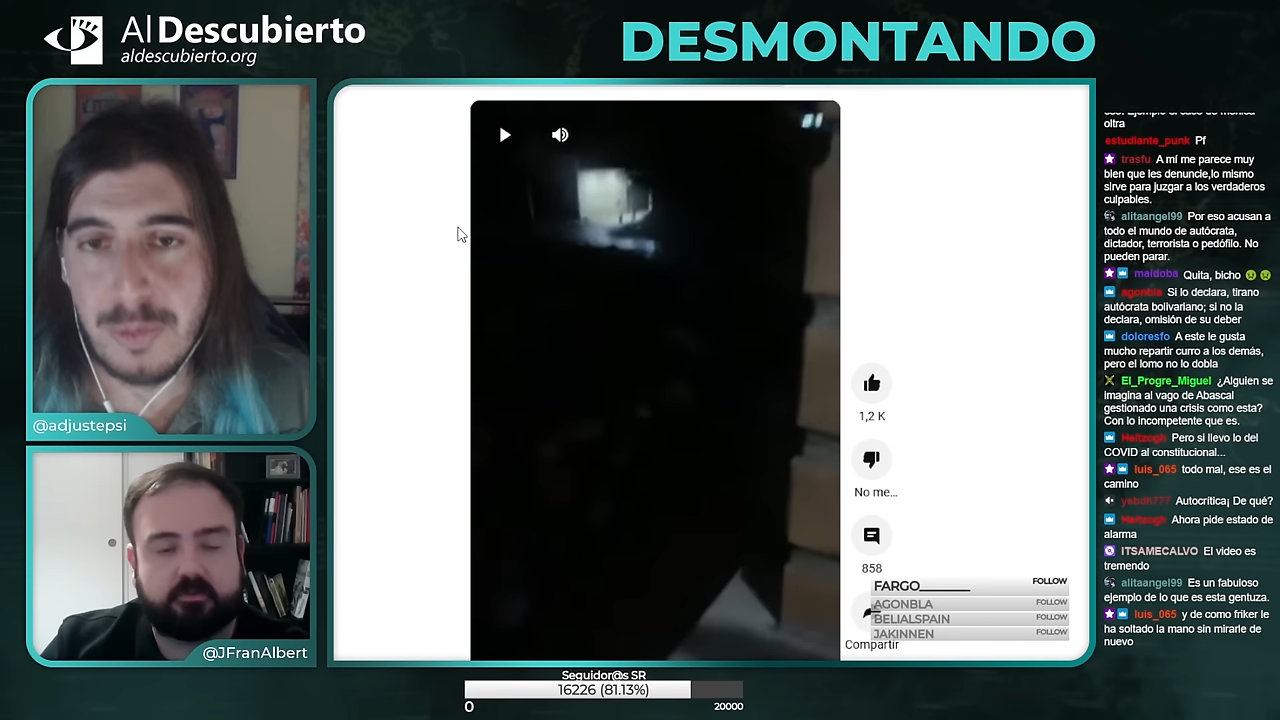 Al Descubierto
aldescubierto.org
DESMONTANDO
@adjustepsi
@JFranAlbert
1,2 K
No me...
858
Compartir
FARGO_______ FOLLOW
AGONBLA FOLLOW
BELIALSPAIN FOLLOW
JAKINNEN FOLLOW
oltra
estudiante_punk Pf
trasfu A mí me parece muy
bien que les denuncie,lo mismo
sirve para juzgar a los verdaderos
culpables.
alitaangel99 Por eso acusan a
todo el mundo de autócrata,
dictador, terrorista o pedófilo. No
pueden parar.
maidoba Quita, bicho
agonbla Si lo declara, tirano
autócrata bolivariano; si no la
declara, omisión de su deber
doloresfo A este le gusta
mucho repartir curro a los demás,
pero el lomo no lo dobla
El_Progre_Miguel ¿Alguien se
imagina al vago de Abascal
gestionado una crisis como esta?
Con lo incompetente que es.
Heitzogh Pero si llevo lo del
COVID al constitucional...
luis_065 todo mal, ese es el
camino
Autocrítica¡ De qué?
Heitzogh Ahora pide estado de
alarma
ITSAMECALVO El video es
tremendo
alitaangel99 Es un fabuloso
ejemplo de lo que es esta gentuza.
luis_065 y de como friker le
ha soltado la mano sin mirarle de
nuevo
Seguidor@s SR
16226 (81.13%)
0 20000